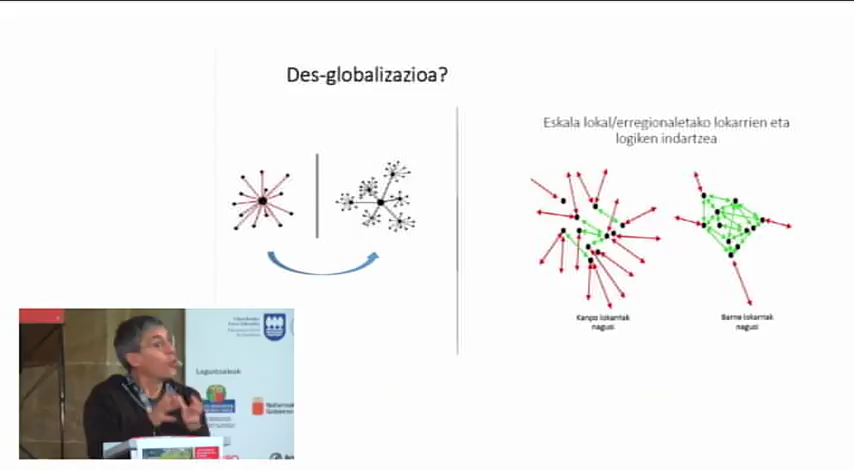 Des-globalizazioa?
Eskala lokal/erregionaletako lokarrien eta
logiken indartzea
Kanpo lokarriak
nagusi
Barne lokarriak
nagusi
Laguntzaileak